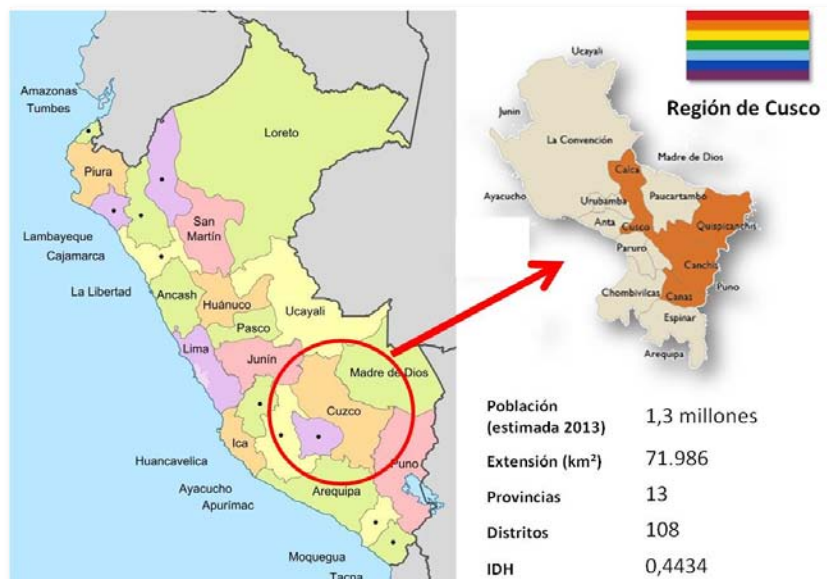 Amazonas
Tumbes
Loreto
Piura
San
Martín
Lambayeque
Cajamarca
La Libertad
Ancash
Huánuco
Ucayali
Pasco
Lima
Junín
Madre de Dios
Cuzco
Ica
Huancavelica
Puno
Ayacucho
Arequipa
Apurímac
Moquegua
Tacna
Región de Cusco
Ucayali
Junin
La Convención
Madre de Dios
Calca
Ayacucho
Urubamba
Paucartambo
Anta
Cusco
Quispicanchis
Paruro
Canchis
Puno
Chombivilcas
Canas
Espinar
Arequipa
Población
(estimada 2013) 1,3 millones
Extensión (km²) 71.986
Provincias 13
Distritos 108
IDH 0,4434